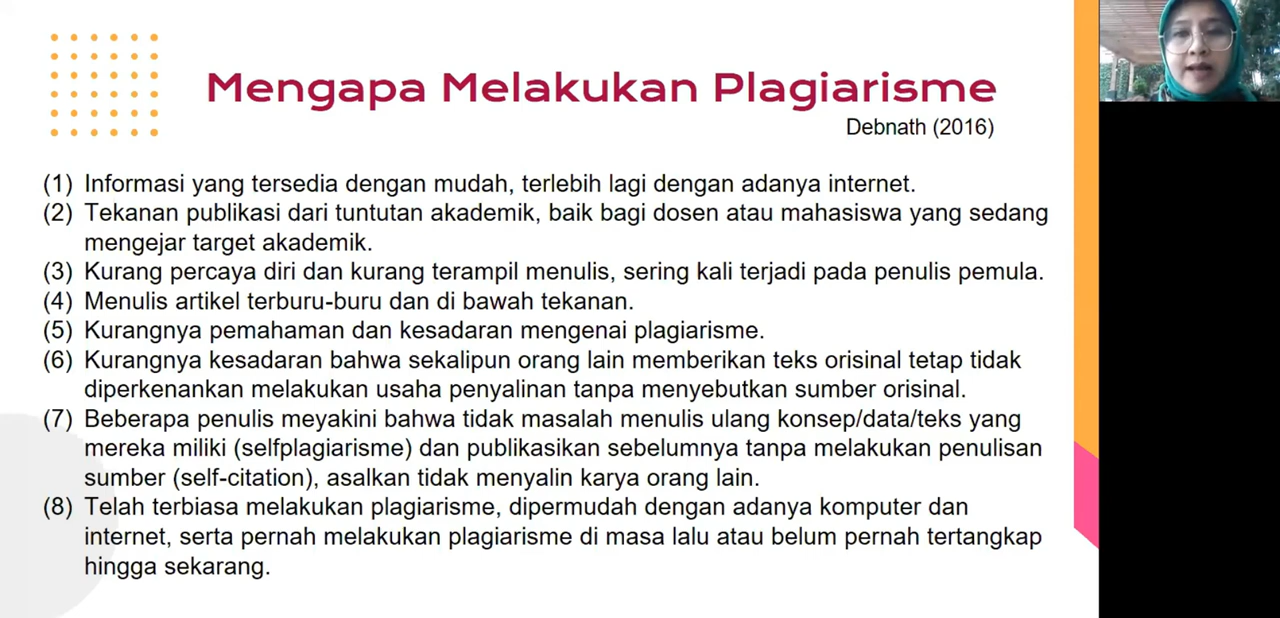 Mengapa Melakukan Plagiarisme
Debnath (2016)
(1) Informasi yang tersedia dengan mudah, terlebih lagi dengan adanya internet.
(2) Tekanan publikasi dari tuntutan akademik, baik bagi dosen atau mahasiswa yang sedang
mengejar target akademik.
(3) Kurang percaya diri dan kurang terampil menulis, sering kali terjadi pada penulis pemula.
(4) Menulis artikel terburu-buru dan di bawah tekanan.
(5) Kurangnya pemahaman dan kesadaran mengenai plagiarisme.
(6) Kurangnya kesadaran bahwa sekalipun orang lain memberikan teks orisinal tetap tidak
diperkenankan melakukan usaha penyalinan tanpa menyebutkan sumber orisinal.
(7) Beberapa penulis meyakini bahwa tidak masalah menulis ulang konsep/data/teks yang
mereka miliki (selfplagiarisme) dan publikasikan sebelumnya tanpa melakukan penulisan
sumber (self-citation), asalkan tidak menyalin karya orang lain.
(8) Telah terbiasa melakukan plagiarisme, dipermudah dengan adanya komputer dan
internet, serta pernah melakukan plagiarisme di masa lalu atau belum pernah tertangkap
hingga sekarang.